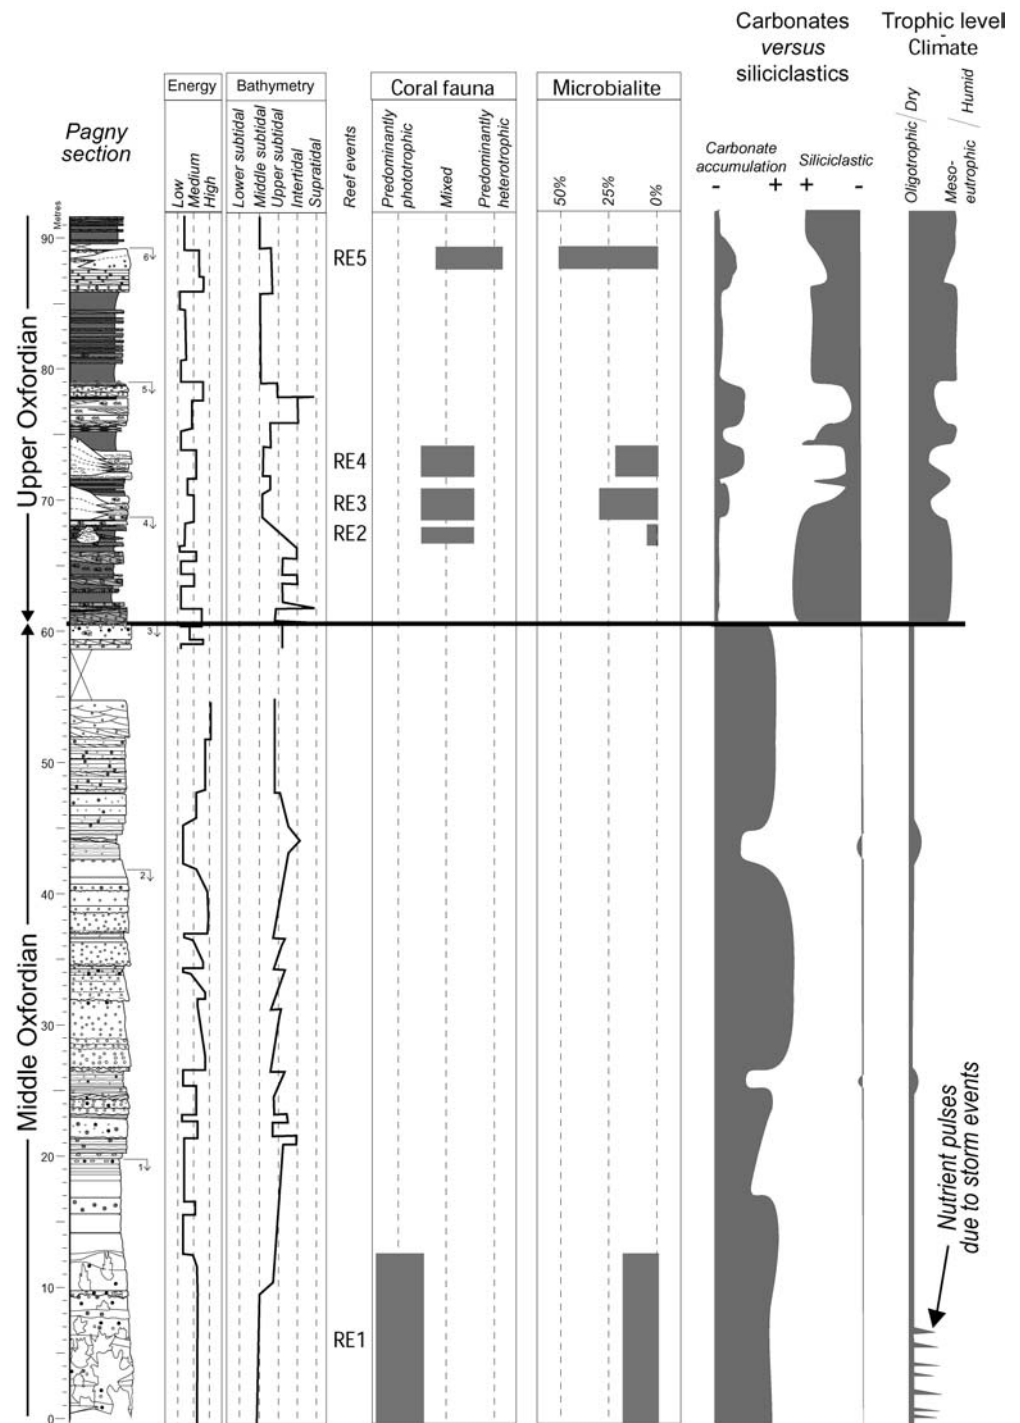 Carbonates
versus
siliciclastics
Trophic level
-
Climate
Pagny
section
Energy
Bathymetry
Coral fauna
Microbialite
Low
Medium
High
Lower subtidal
Middle subtidal
Upper subtidal
Intertidal
Supratidal
Reef events
Predominantly
phototrophic
Mixed
Predominantly
heterotrophic
50%
25%
0%
Carbonate
accumulation
Siliciclastic
- + + -
Oligotrophic / Dry
Meso-
eutrophic / Humid
Metres
90
6
RE5
80
5
Upper Oxfordian
RE4
70
RE3
4
RE2
60
3
50
2
40
Middle Oxfordian
30
20
1
Nutrient pulses
due to storm events
10
RE1
0